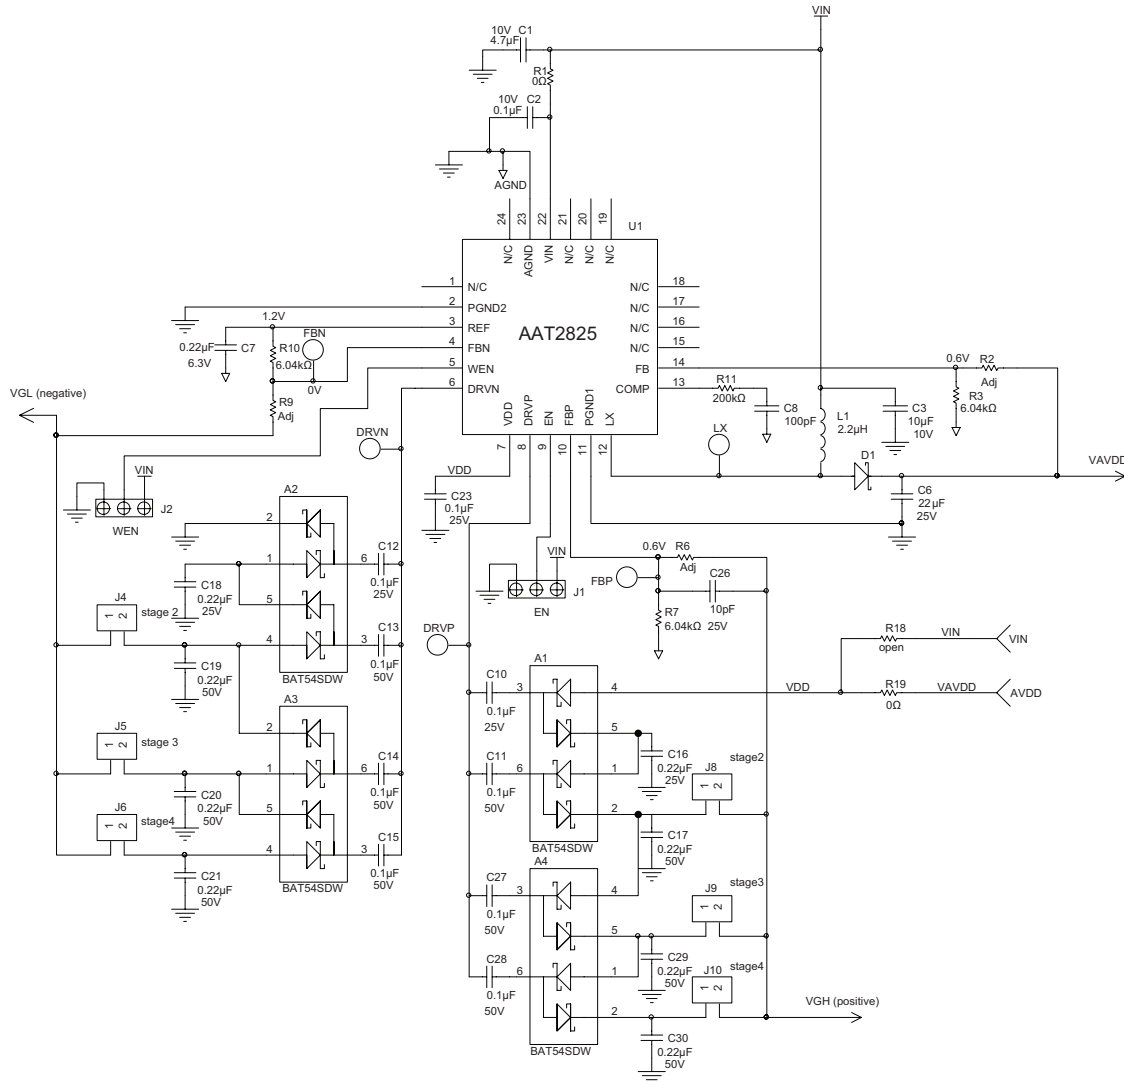 VIN
10V C1
4.7µF
R1
0Ω
10V C2
0.1µF
AGND
24 23 22 21 20 19
N/C AGND VIN N/C N/C N/C
U1
AAT2825
1 N/C
2 PGND2
3 REF
4 FBN
5 WEN
6 DRVN
N/C 18
N/C 17
N/C 16
N/C 15
FB 14
COMP 13
VDD DRVP EN FBP PGND1 LX
7 8 9 10 11 12
1.2V
FBN
0.22µF C7
6.3V
R10
6.04kΩ
0V
R9
Adj
VGL (negative)
DRVN
VIN
J2
WEN
0.6V R2
Adj
R3
6.04kΩ
R11
200kΩ
C8
100pF
LX
L1
2.2µH
C3
10µF
10V
D1
VAVDD
C6
22µF
25V
VDD
C23
0.1µF
25V
VIN
J1
EN
0.6V R6
Adj
FBP
C26
10pF
25V
R7
6.04kΩ
A2
2
1
5
4
6
3
BAT54SDW
C12
0.1µF
25V
C13
0.1µF
50V
C18
0.22µF
25V
J4
1 2
stage 2
C19
0.22µF
50V
A3
2
1
5
4
6
3
BAT54SDW
C14
0.1µF
50V
C15
0.1µF
50V
J5
1 2
stage 3
C20
0.22µF
50V
J6
1 2
stage4
C21
0.22µF
50V
DRVP
R18
open
VIN
VIN
VDD
R19
0Ω
VAVDD
AVDD
A1
3
6
4
5
1
2
BAT54SDW
C10
0.1µF
25V
C11
0.1µF
50V
C16
0.22µF
25V
stage2
J8
1 2
C17
0.22µF
50V
A4
3
6
4
5
1
2
BAT54SDW
C27
0.1µF
50V
C28
0.1µF
50V
J9
1 2
stage3
C29
0.22µF
50V
J10
1 2
stage4
C30
0.22µF
50V
VGH (positive)